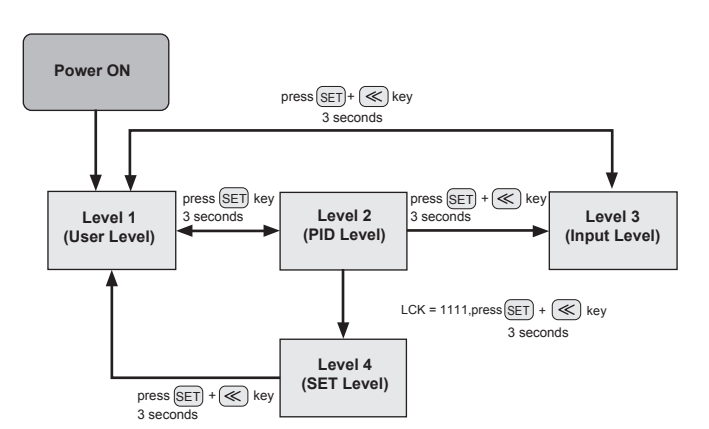 Power ON
press SET + ≪ key
3 seconds
Level 1
(User Level)
press SET key
3 seconds
Level 2
(PID Level)
press SET + ≪ key
3 seconds
Level 3
(Input Level)
LCK = 1111,press SET + ≪ key
3 seconds
Level 4
(SET Level)
press SET + ≪ key
3 seconds